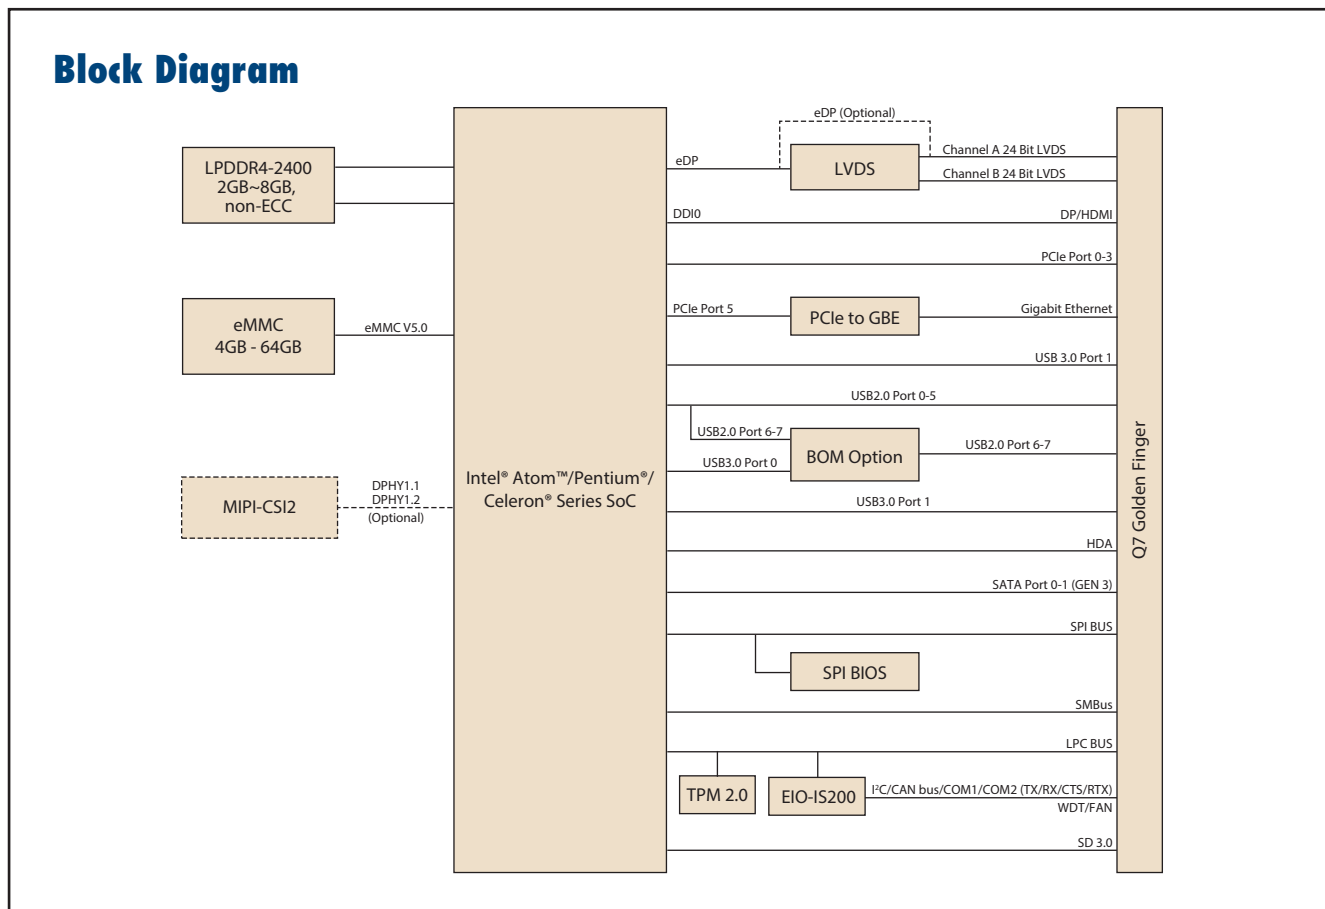 Block Diagram
LPDDR4-2400
2GB~8GB,
non-ECC
eMMC
4GB - 64GB
eMMC V5.0
MIPI-CSI2
DPHY1.1
DPHY1.2
(Optional)
Intel® Atom™/Pentium®/
Celeron® Series SoC
eDP (Optional)
eDP
LVDS
Channel A 24 Bit LVDS
Channel B 24 Bit LVDS
DDI0
DP/HDMI
PCIe Port 0-3
PCIe Port 5
PCIe to GBE
Gigabit Ethernet
USB 3.0 Port 1
USB2.0 Port 0-5
USB2.0 Port 6-7
USB3.0 Port 0
BOM Option
USB2.0 Port 6-7
USB3.0 Port 1
HDA
SATA Port 0-1 (GEN 3)
SPI BUS
SPI BIOS
SMBus
LPC BUS
TPM 2.0
EIO-IS200
I²C/CAN bus/COM1/COM2 (TX/RX/CTS/RTX)
WDT/FAN
SD 3.0
Q7 Golden Finger